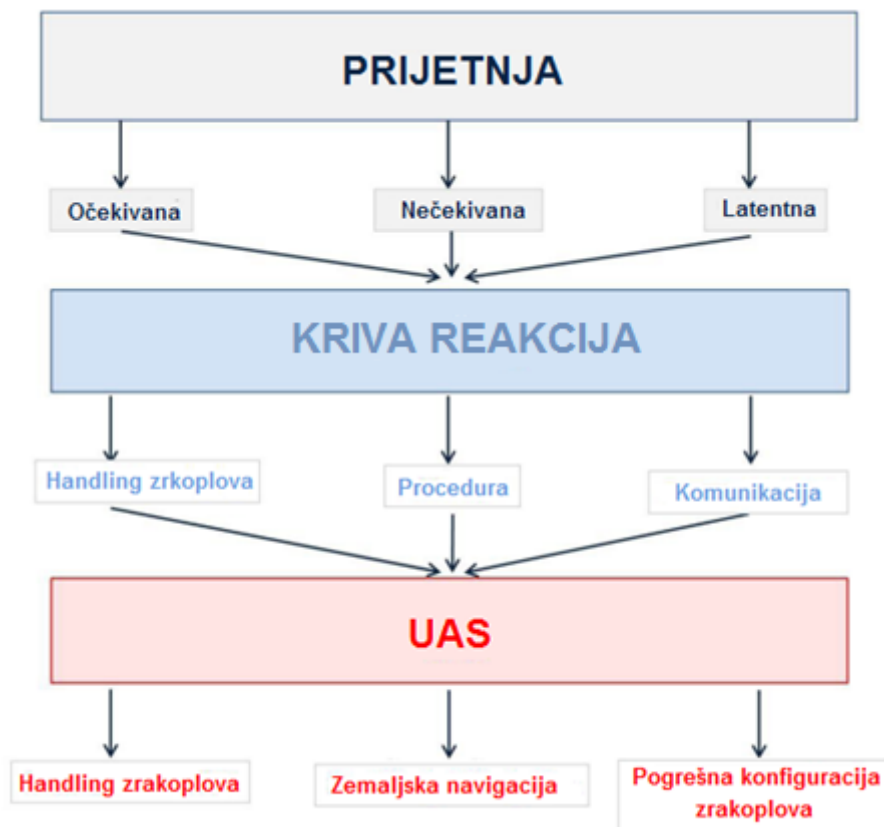 PRIJETNJA
Očekivana
Nečekivana
Latentna
KRIVA REAKCIJA
Handling zrkoplova
Procedura
Komunikacija
UAS
Handling zrakoplova
Zemaljska navigacija
Pogrešna konfiguracija
zrakoplova